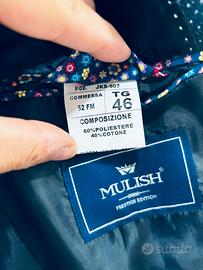 MOD. JKS-907
COMMESSA TG
52 FM 46
COMPOSIZIONE
60%POLIESTERE
40%COTONE
MULISH
PRESTIGE EDITION
subito